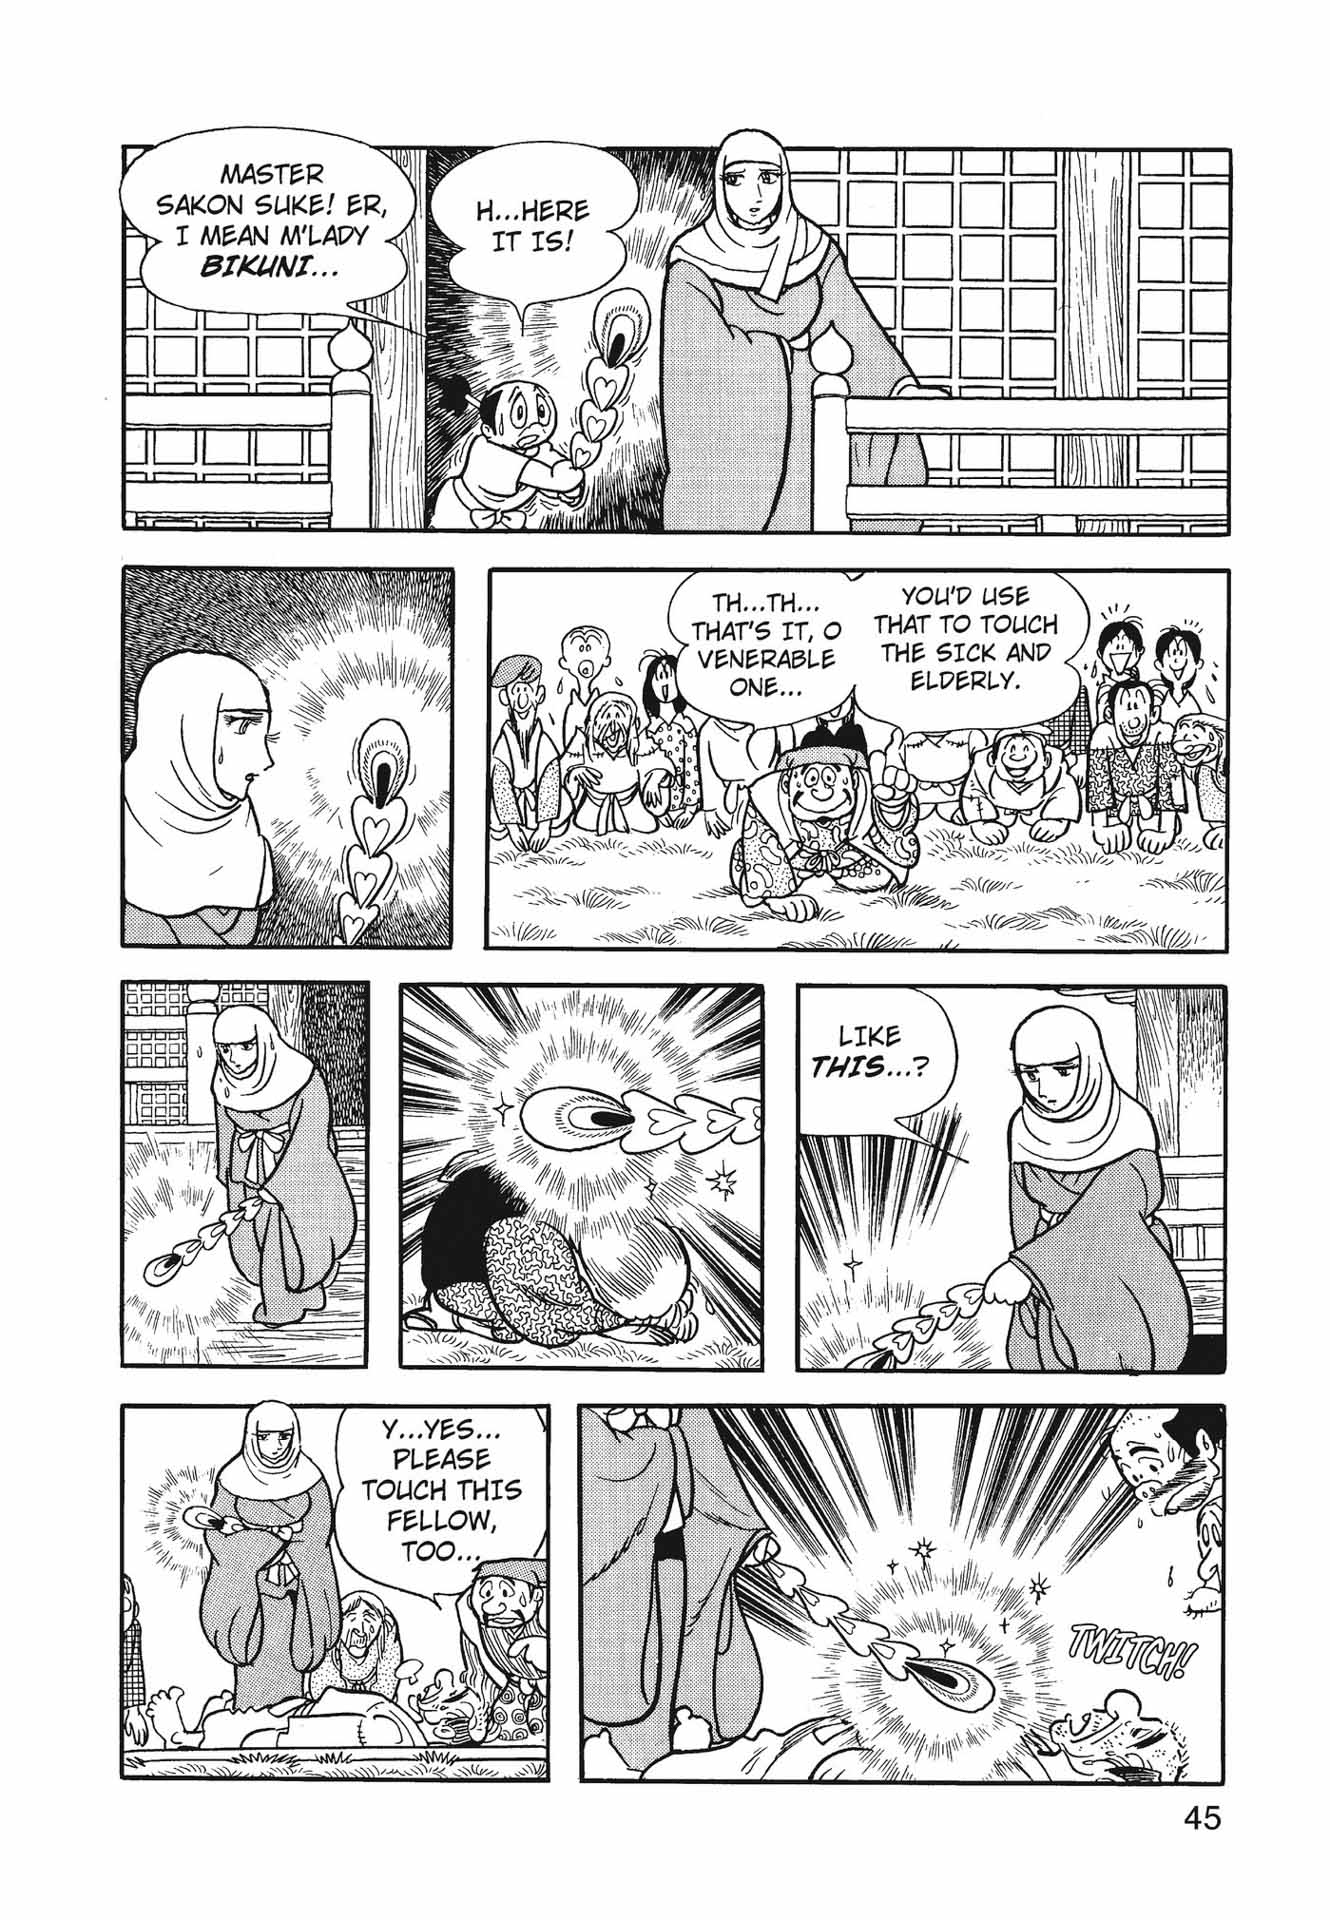 MASTER
SAKON SUKE! ER,
I MEAN M'LADY
BIKUNI...
H...HERE
IT IS!
TH...TH...
THAT'S IT, O
VENERABLE
ONE...
YOU'D USE
THAT TO TOUCH
THE SICK AND
ELDERLY.
LIKE
THIS...?
Y...YES...
PLEASE
TOUCH THIS
FELLOW,
TOO...
TWITCH!
45